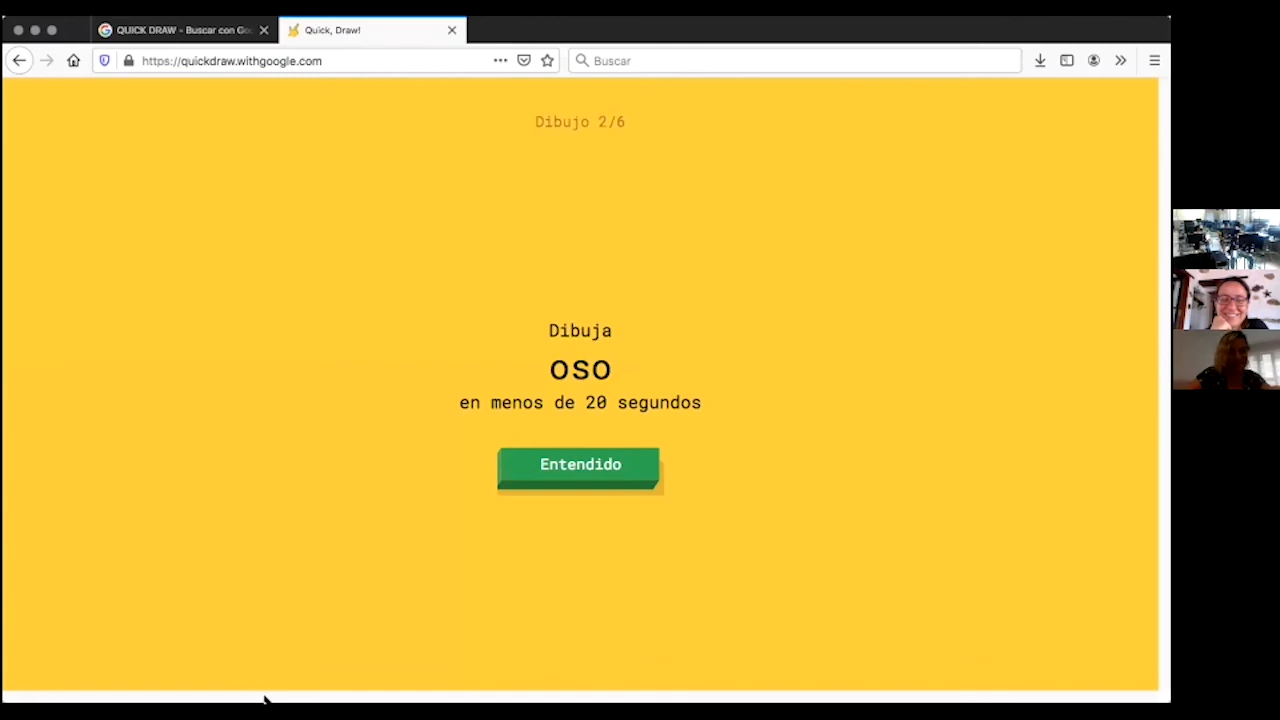 QUICK DRAW - Buscar con Go
Quick, Draw!
https://quickdraw.withgoogle.com
Buscar
Dibujo 2/6
Dibuja
oso
en menos de 20 segundos
Entendido